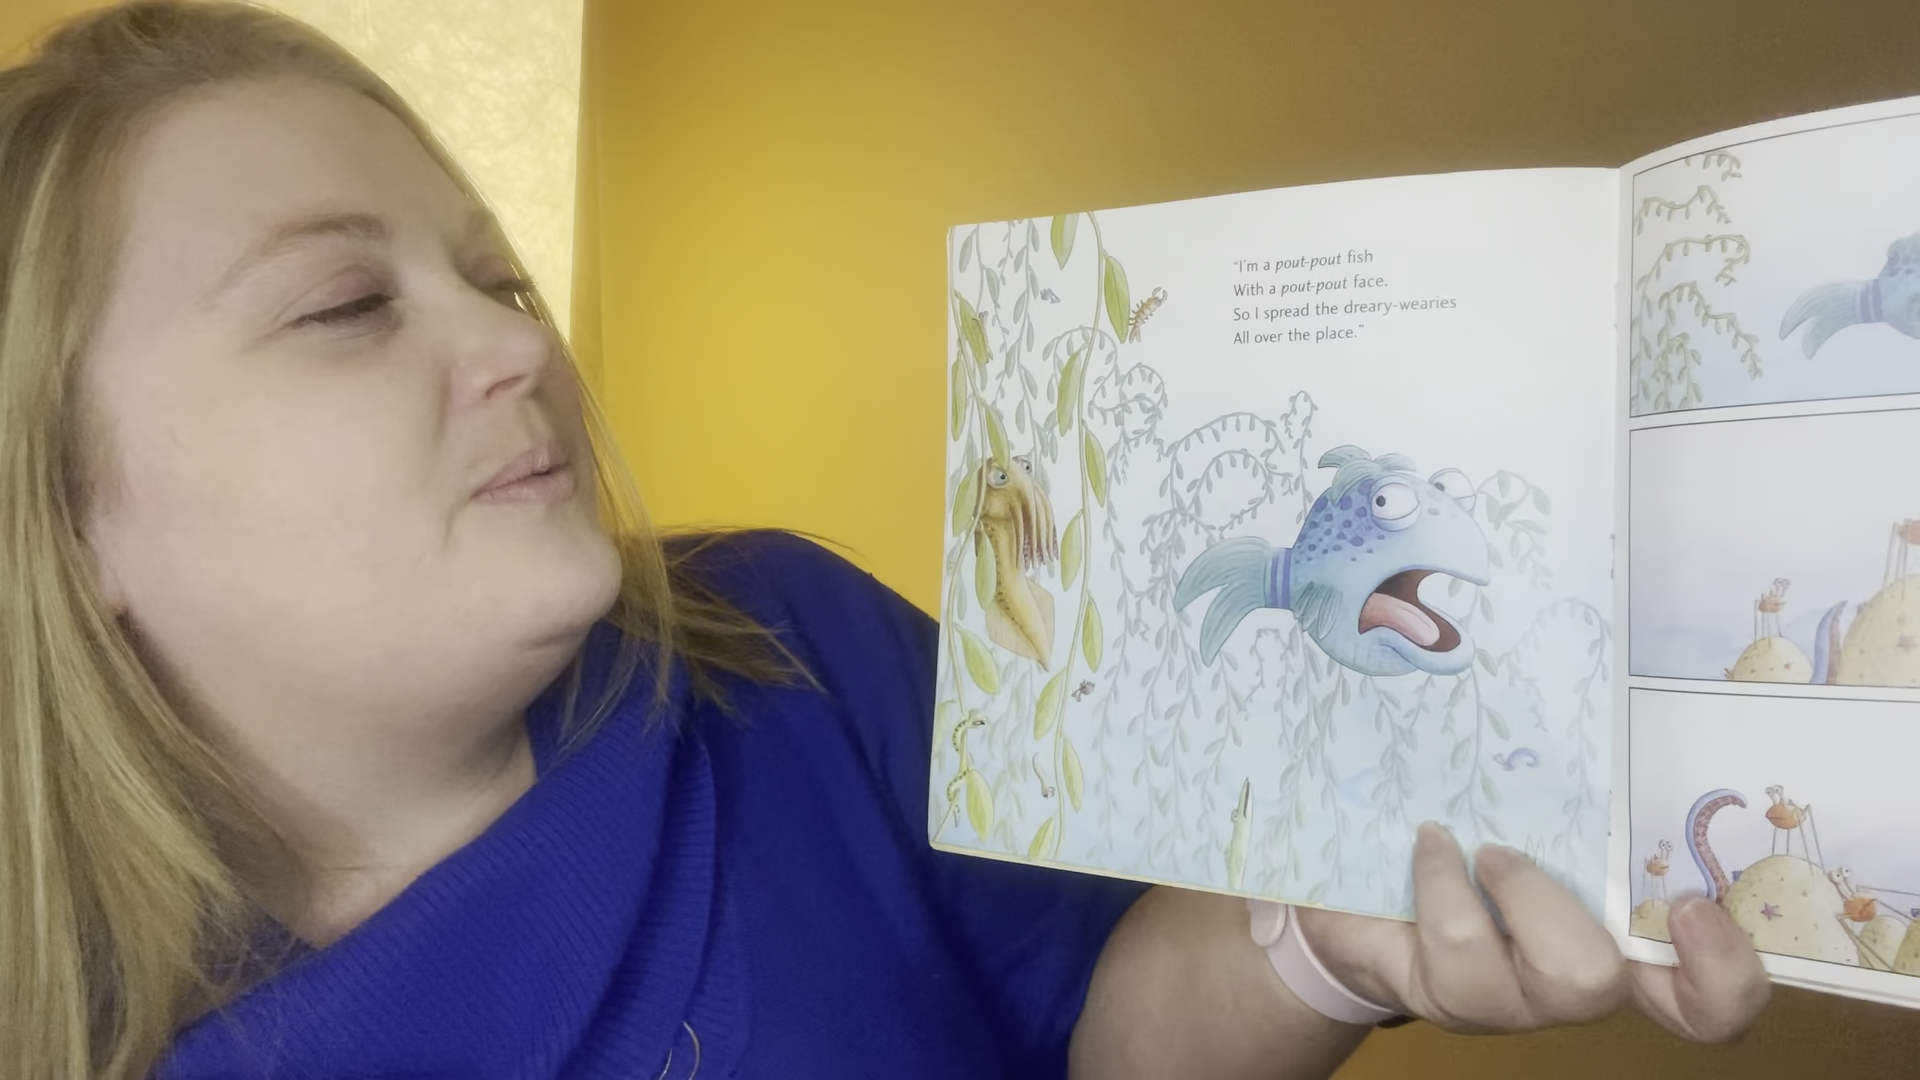 “I'm a pout-pout fish
With a pout-pout face,
So I spread the dreary-wearies
All over the place.”